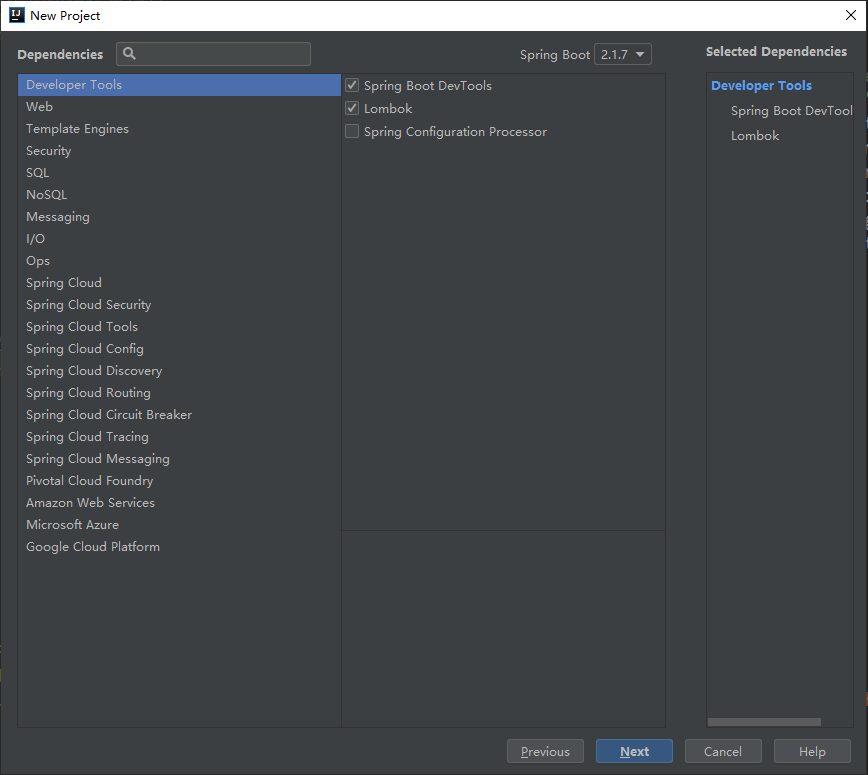 New Project
Dependencies
Spring Boot 2.1.7
Selected Dependencies
Developer Tools
Web
Template Engines
Security
SQL
NoSQL
Messaging
I/O
Ops
Spring Cloud
Spring Cloud Security
Spring Cloud Tools
Spring Cloud Config
Spring Cloud Discovery
Spring Cloud Routing
Spring Cloud Circuit Breaker
Spring Cloud Tracing
Spring Cloud Messaging
Pivotal Cloud Foundry
Amazon Web Services
Microsoft Azure
Google Cloud Platform
Spring Boot DevTools
Lombok
Spring Configuration Processor
Developer Tools
Spring Boot DevTool
Lombok
Previous
Next
Cancel
Help